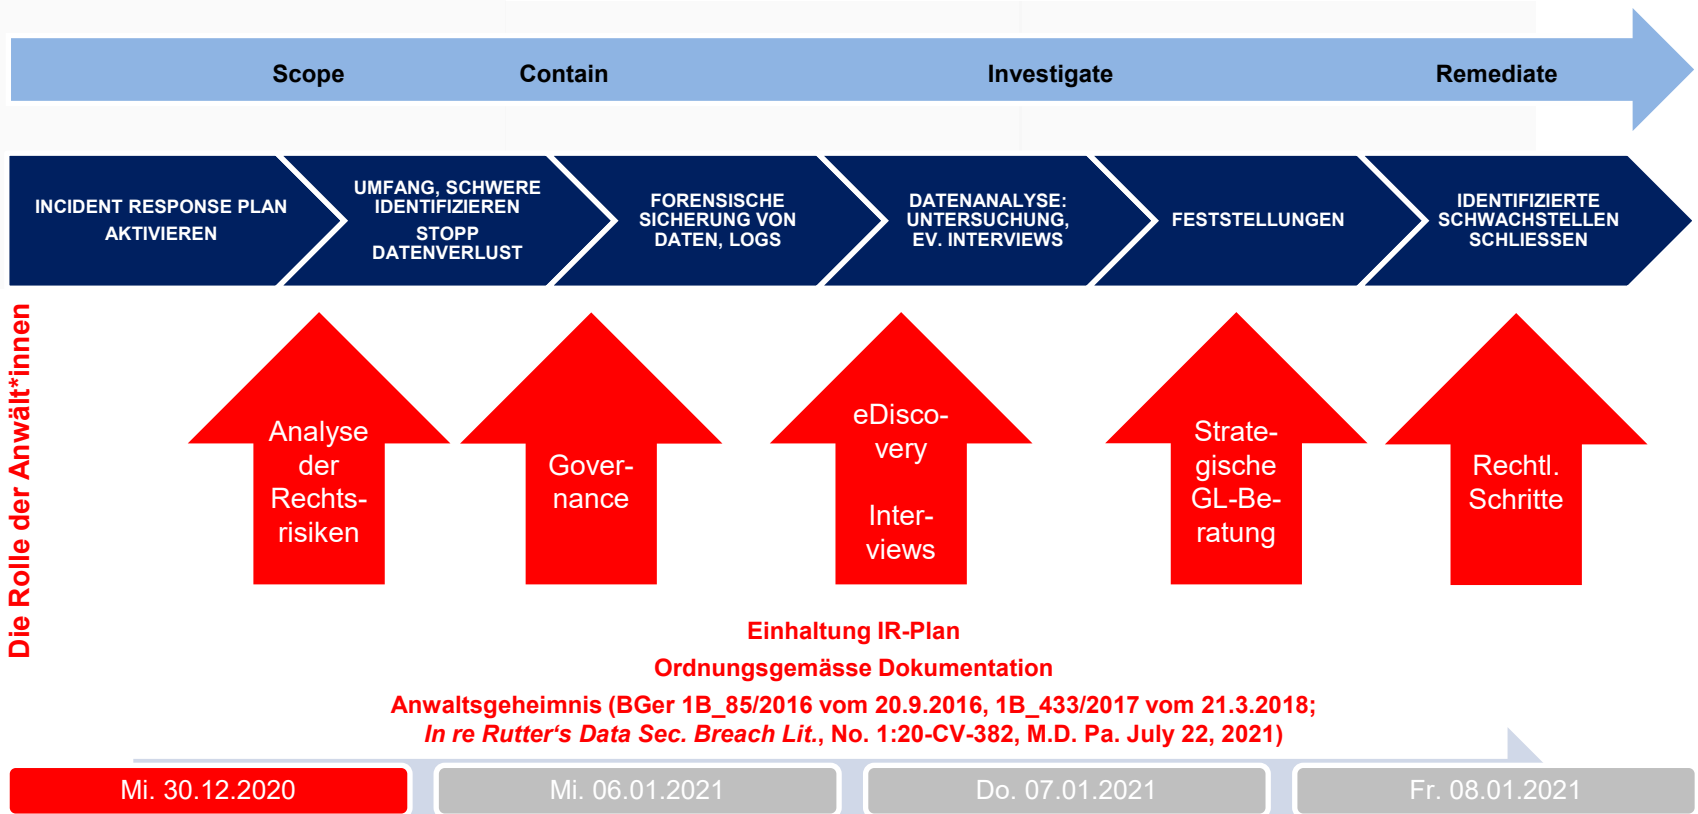 Scope
Contain
Investigate
Remediate
INCIDENT RESPONSE PLAN
AKTIVIEREN
UMFANG, SCHWERE
IDENTIFIZIEREN
STOPP
DATENVERLUST
FORENSISCHE
SICHERUNG VON
DATEN, LOGS
DATENANALYSE:
UNTERSUCHUNG,
EV. INTERVIEWS
FESTSTELLUNGEN
IDENTIFIZIERTE
SCHWACHSTELLEN
SCHLIESSEN
Die Rolle der Anwält*innen
Analyse
der
Rechts-
risiken
Gover-
nance
eDisco-
very
Inter-
views
Strate-
gische
GL-Be-
ratung
Rechtl.
Schritte
Einhaltung IR-Plan
Ordnungsgemässe Dokumentation
Anwaltsgeheimnis (BGer 1B_85/2016 vom 20.9.2016, 1B_433/2017 vom 21.3.2018;
In re Rutter‘s Data Sec. Breach Lit., No. 1:20-CV-382, M.D. Pa. July 22, 2021)
Mi. 30.12.2020
Mi. 06.01.2021
Do. 07.01.2021
Fr. 08.01.2021